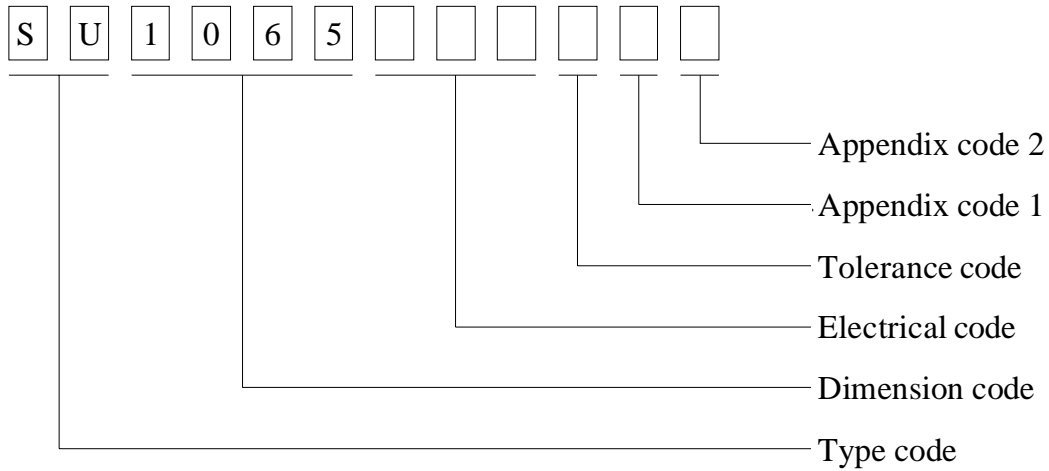 S U 1 0 6 5
Appendix code 2
Appendix code 1
Tolerance code
Electrical code
Dimension code
Type code